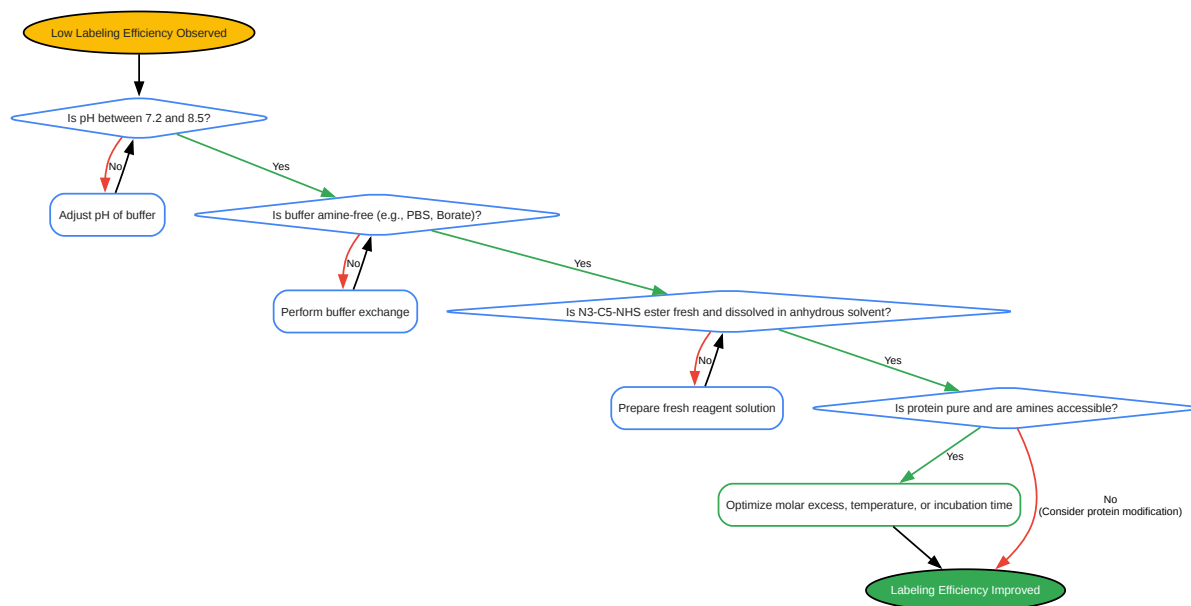 Low Labeling Efficiency Observed
Is pH between 7.2 and 8.5?
No
Yes
Adjust pH of buffer
Is buffer amine-free (e.g., PBS, Borate)?
No
Yes
Perform buffer exchange
Is N3-C5-NHS ester fresh and dissolved in anhydrous solvent?
No
Yes
Prepare fresh reagent solution
Is protein pure and are amines accessible?
Yes
No
(Consider protein modification)
Optimize molar excess, temperature, or incubation time
Labeling Efficiency Improved